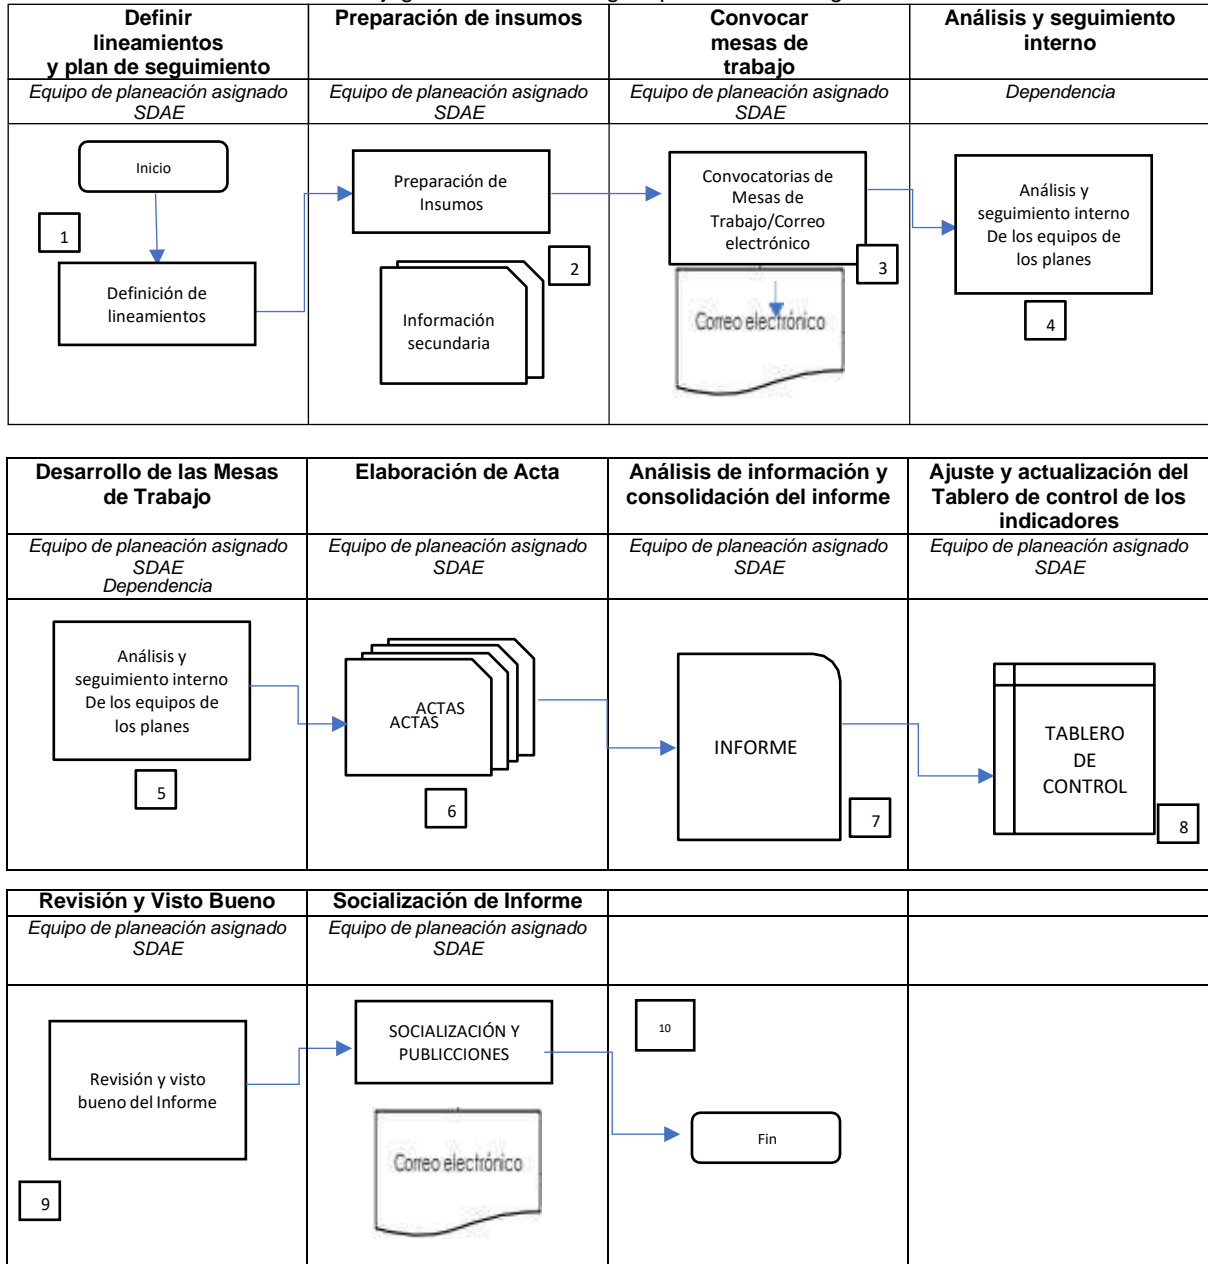 Definir
lineamientos
y plan de seguimiento
Preparación de insumos
Convocar
mesas de
trabajo
Análisis y seguimiento
interno
Equipo de planeación asignado
SDAE
Equipo de planeación asignado
SDAE
Equipo de planeación asignado
SDAE
Dependencia
Inicio
1
Definición de
lineamientos
Preparación de
Insumos
2
Información
secundaria
Convocatorias de
Mesas de
Trabajo/Correo
electrónico
3
Correo electrónico
Análisis y
seguimiento interno
De los equipos de
los planes
4
Desarrollo de las Mesas
de Trabajo
Elaboración de Acta
Análisis de información y
consolidación del informe
Ajuste y actualización del
Tablero de control de los
indicadores
Equipo de planeación asignado
SDAE
Dependencia
Equipo de planeación asignado
SDAE
Equipo de planeación asignado
SDAE
Equipo de planeación asignado
SDAE
Análisis y
seguimiento interno
De los equipos de
los planes
5
ACTAS
ACTAS
6
INFORME
7
TABLERO
DE
CONTROL
8
Revisión y Visto Bueno
Socialización de Informe
Equipo de planeación asignado
SDAE
Equipo de planeación asignado
SDAE
Revisión y visto
bueno del Informe
9
SOCIALIZACIÓN Y
PUBLICCIONES
Correo electrónico
10
Fin